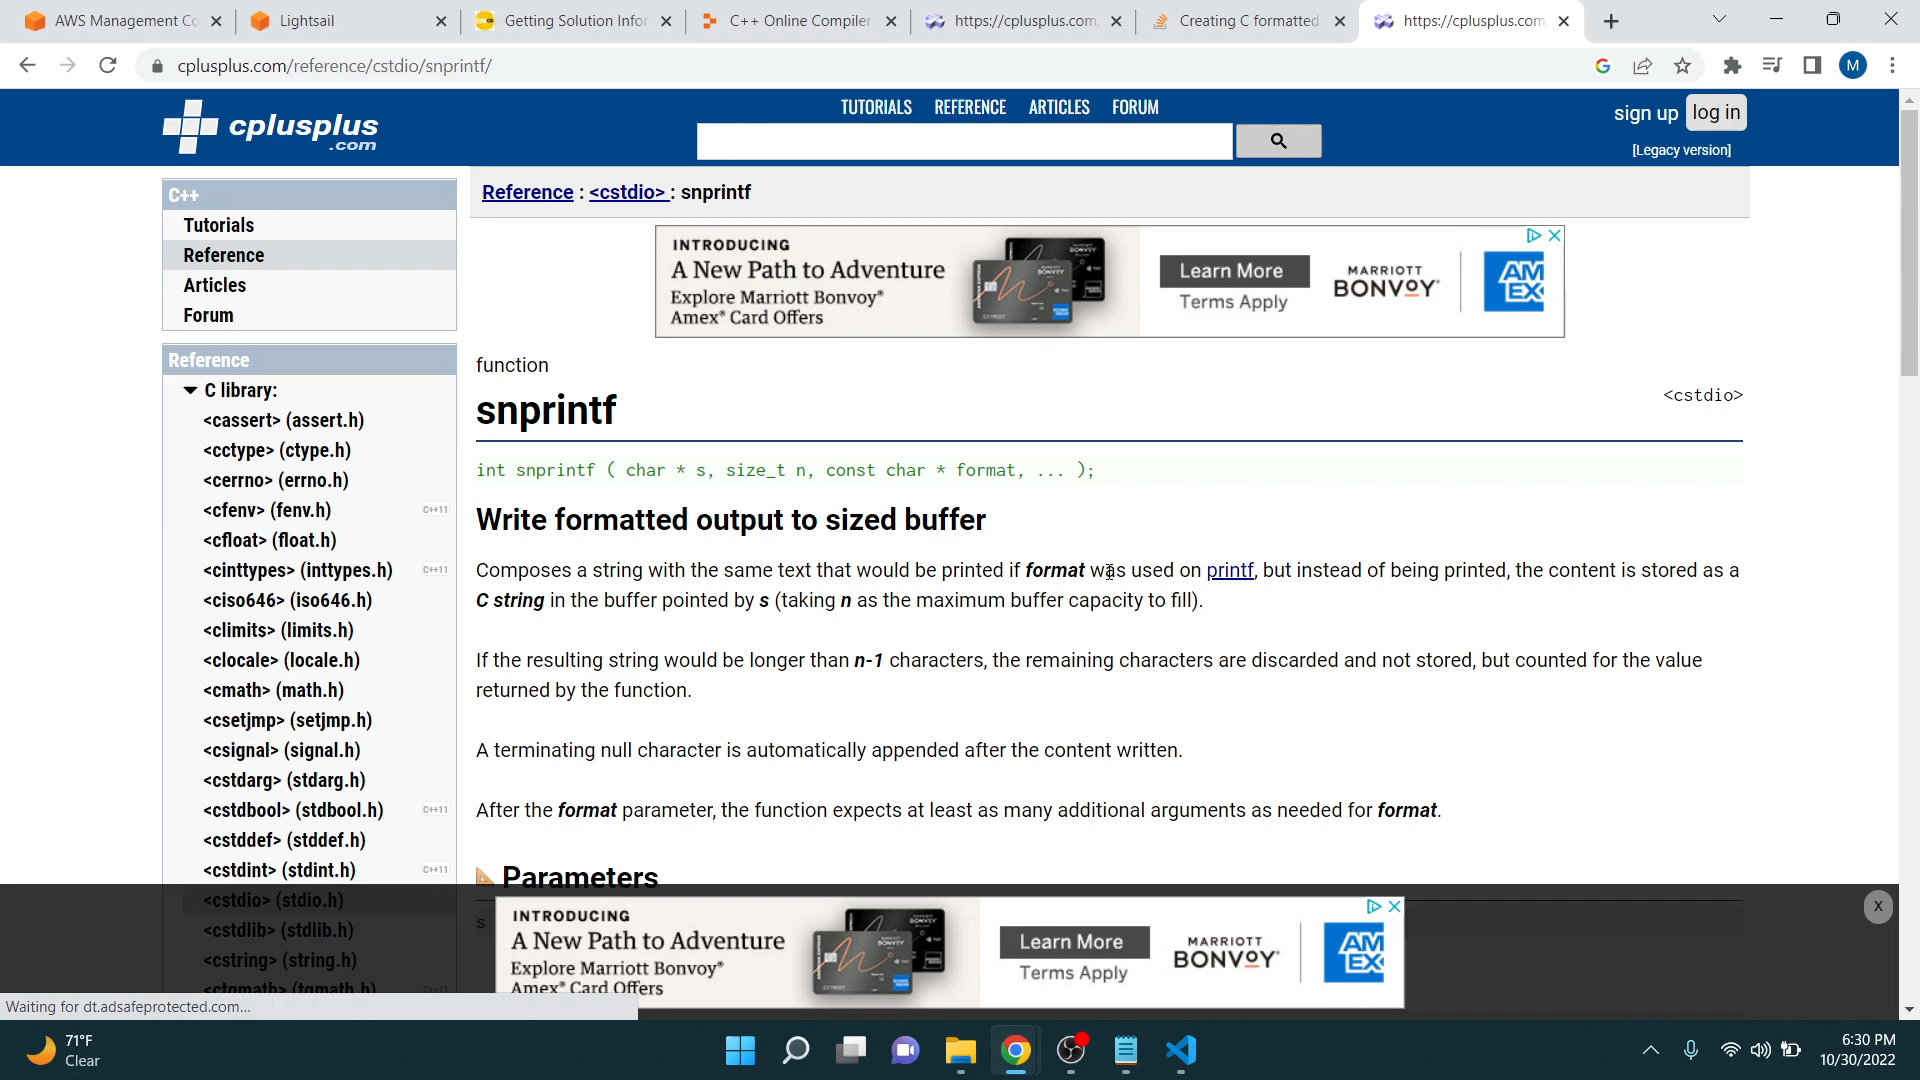 AWS Management Co
Lightsail
Getting Solution Infor
C++ Online Compiler
https://cplusplus.com,
Creating C formatted
https://cplusplus.com
cplusplus.com/reference/cstdio/snprintf/
M
cplusplus
.com
TUTORIALS REFERENCE ARTICLES FORUM
sign up log in
[Legacy version]
C++
Tutorials
Reference
Articles
Forum
Reference
C library:
<cassert> (assert.h)
<cctype> (ctype.h)
<cerrno> (errno.h)
<cfenv> (fenv.h) C++11
<cfloat> (float.h)
<cinttypes> (inttypes.h) C++11
<ciso646> (iso646.h)
<climits> (limits.h)
<clocale> (locale.h)
<cmath> (math.h)
<csetjmp> (setjmp.h)
<csignal> (signal.h)
<cstdarg> (stdarg.h)
<cstdbool> (stdbool.h) C++11
<cstddef> (stddef.h)
<cstdint> (stdint.h) C++11
<cstdio> (stdio.h)
<cstdlib> (stdlib.h)
<cstring> (string.h)
<ctgmath> (tgmath.h) C++11
Reference : <cstdio> : snprintf
INTRODUCING
A New Path to Adventure
Explore Marriott Bonvoy®
Amex® Card Offers
Learn More
Terms Apply
MARRIOTT
BONVOY®
AM
EX
function
snprintf
<cstdio>
int snprintf ( char * s, size_t n, const char * format, ... );
Write formatted output to sized buffer
Composes a string with the same text that would be printed if format was used on printf, but instead of being printed, the content is stored as a
C string in the buffer pointed by s (taking n as the maximum buffer capacity to fill).
If the resulting string would be longer than n-1 characters, the remaining characters are discarded and not stored, but counted for the value
returned by the function.
A terminating null character is automatically appended after the content written.
After the format parameter, the function expects at least as many additional arguments as needed for format.
Parameters
s
INTRODUCING
A New Path to Adventure
Explore Marriott Bonvoy®
Amex® Card Offers
Learn More
Terms Apply
MARRIOTT
BONVOY®
AM
EX
X
Waiting for dt.adsafeprotected.com...
71°F
Clear
6:30 PM
10/30/2022